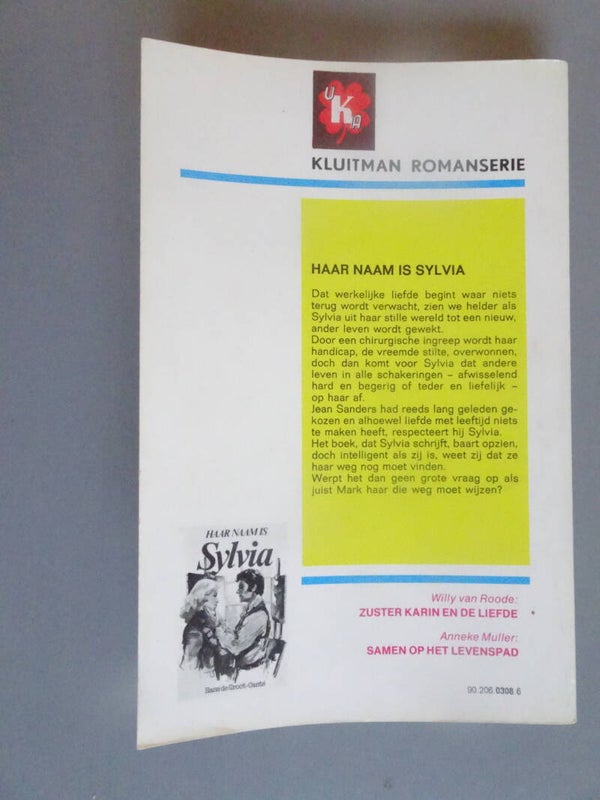 UKA
KLUITMAN ROMANSERIE
HAAR NAAM IS SYLVIA
Dat werkelijke liefde begint waar niets
terug wordt verwacht, zien we helder als
Sylvia uit haar stille wereld tot een nieuw,
ander leven wordt gewekt.
Door een chirurgische ingreep wordt haar
handicap, de vreemde stilte, overwonnen,
doch dan komt voor Sylvia dat andere
leven in alle schakeringen – afwisselend
hard en begerig of teder en liefelijk –
op haar af.
Jean Sanders had reeds lang geleden ge-
kozen en alhoewel liefde met leeftijd niets
te maken heeft, respecteert hij Sylvia.
Het boek, dat Sylvia schrijft, baart opzien,
doch intelligent als zij is, weet zij dat ze
haar weg nog moet vinden.
Werpt het dan geen grote vraag op als
juist Mark haar die weg moet wijzen?
HAAR NAAM IS
Sylvia
Hans de Groot-Canté
Willy van Roode:
ZUSTER KARIN EN DE LIEFDE
Anneke Muller:
SAMEN OP HET LEVENSPAD
90.206.0308.6